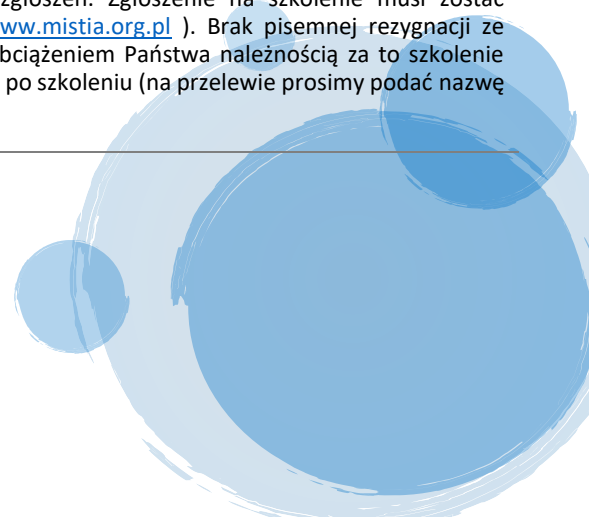 zgłoszeń. Zgłoszenie na szkolenie musi zostać
ww.mistia.org.pl ). Brak pisemnej rezygnacji ze
bciążeniem Państwa należnością za to szkolenie
po szkoleniu (na przelewie prosimy podać nazwę